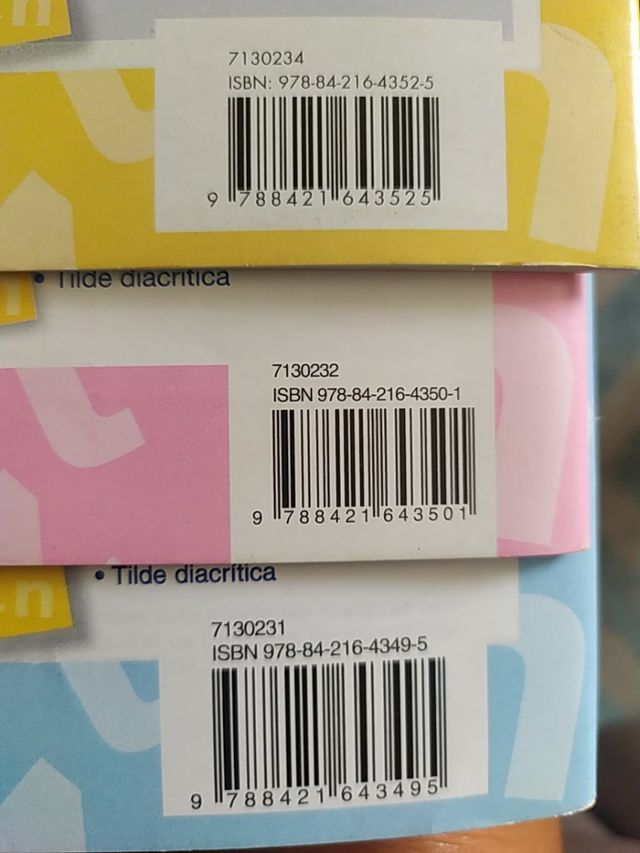 7130234
ISBN: 978-84-216-4352-5
9 788421 643525
• Tilde diacrítica
7130232
ISBN 978-84-216-4350-1
9 788421 643501
• Tilde diacrítica
7130231
ISBN 978-84-216-4349-5
9 788421 643495